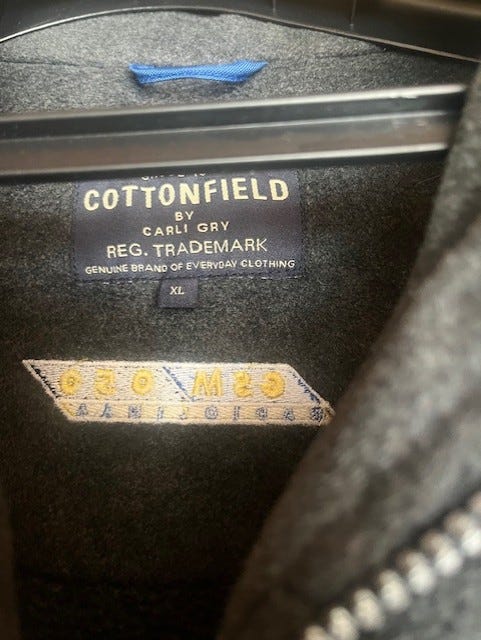 COTTONFIELD
BY
CARLI GRY
REG. TRADEMARK
GENUINE BRAND OF EVERYDAY CLOTHING
XL